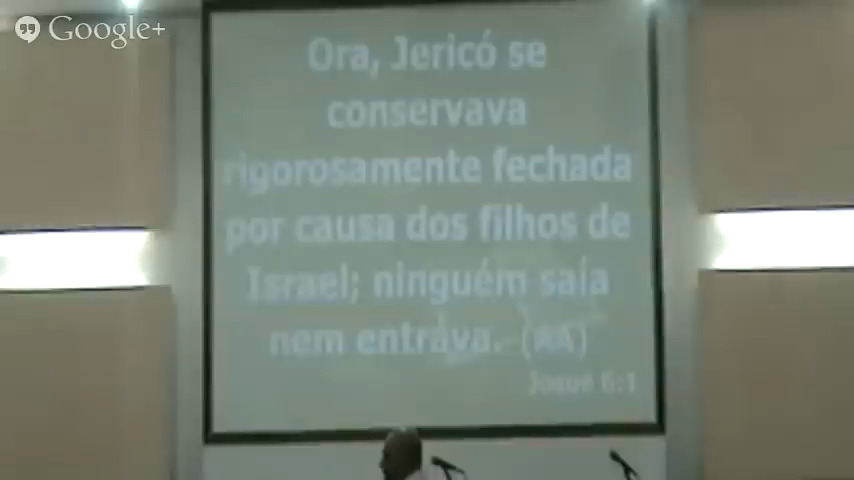 Google+
Ora, Jericó se
conservava
rigorosamente fechada
por causa dos filhos de
Israel; ninguém saía
nem entrava. (AA)
Josué 6:1